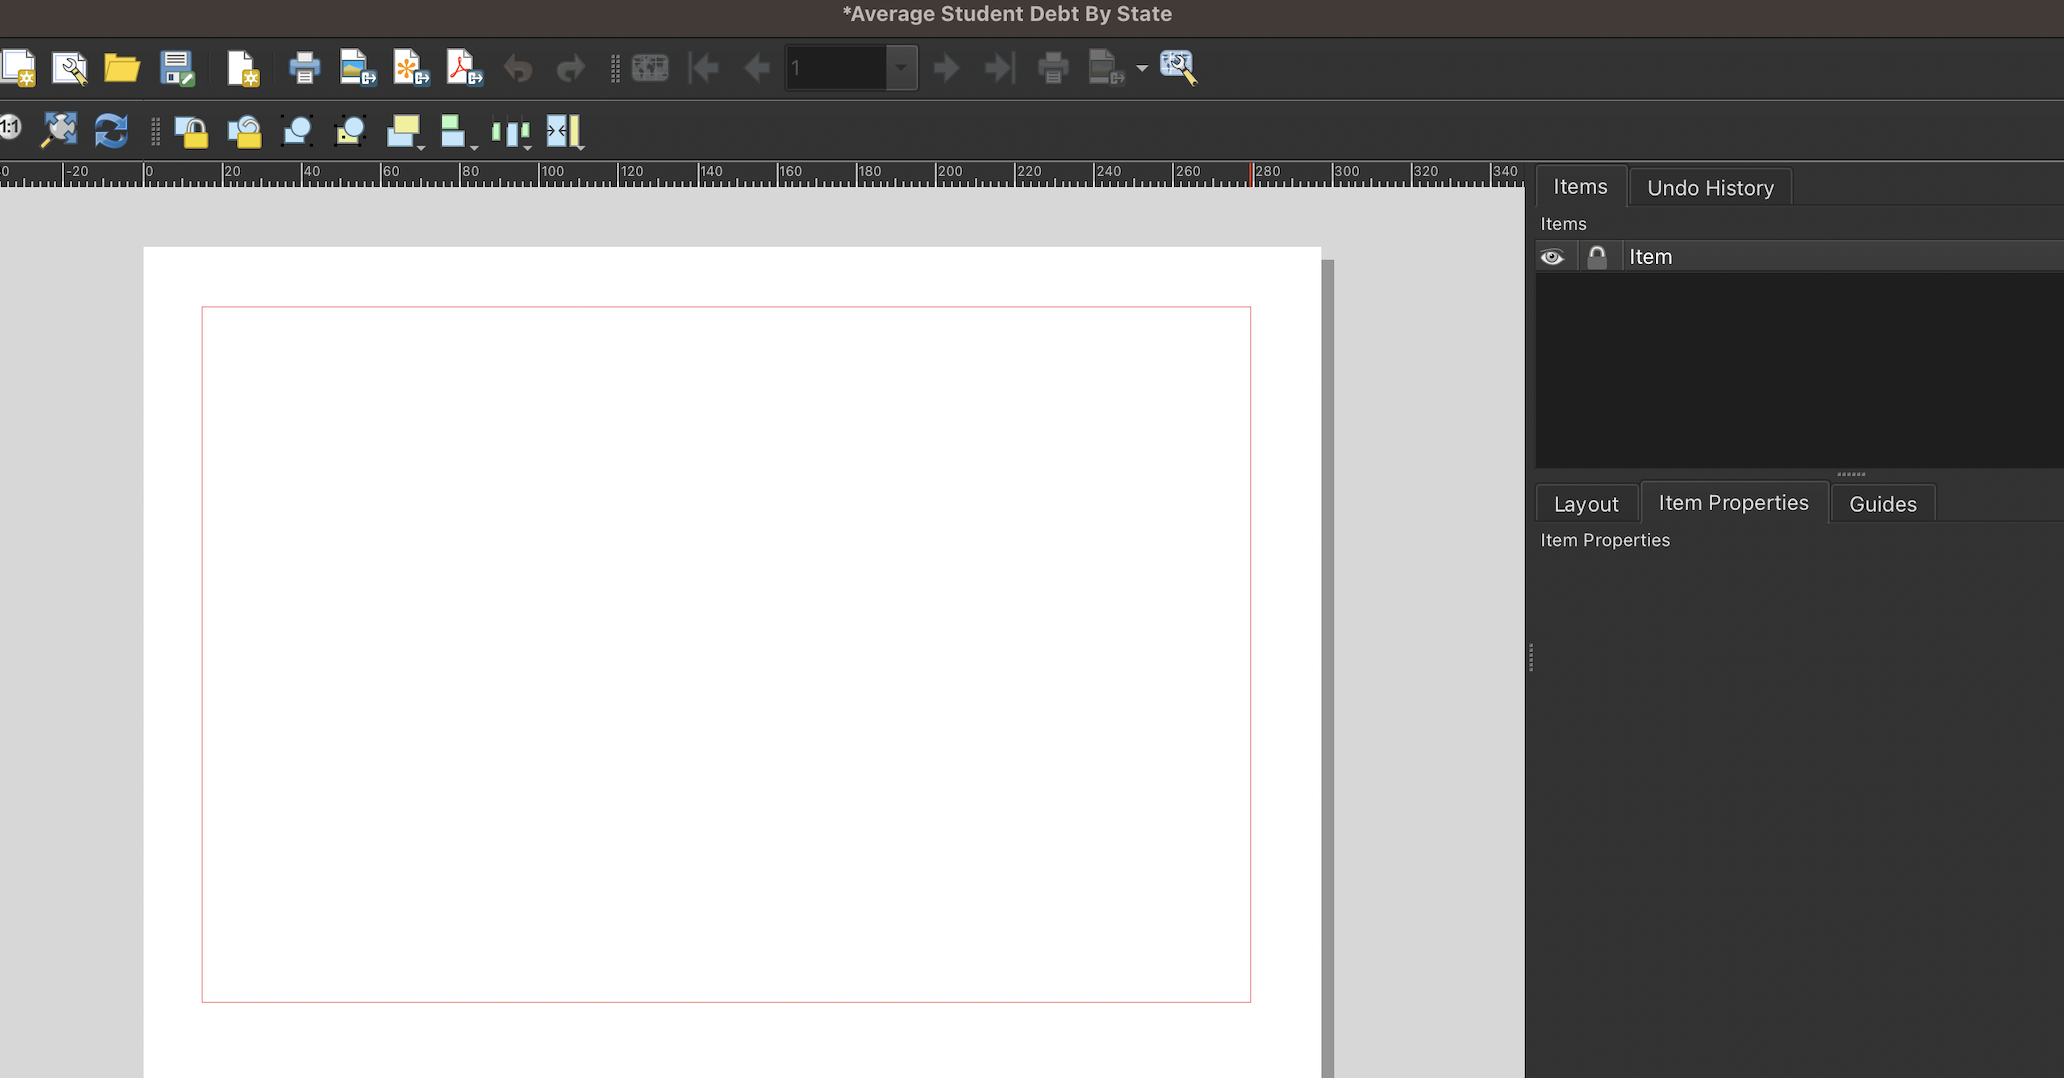 *Average Student Debt By State
1
1:1
0 -20 0 20 40 60 80 100 120 140 160 180 200 220 240 260 280 300 320 340
Items Undo History
Items
Item
Layout Item Properties Guides
Item Properties